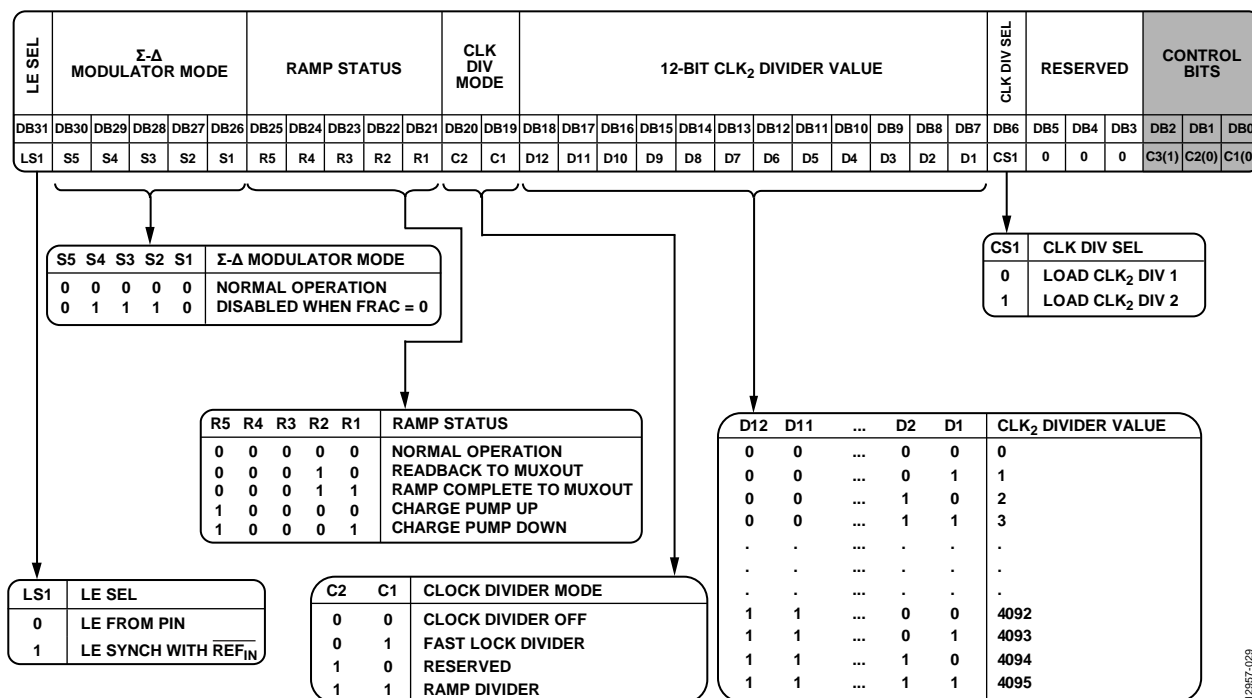 LE SEL
Σ-Δ
MODULATOR MODE
RAMP STATUS
CLK
DIV
MODE
12-BIT CLK2 DIVIDER VALUE
CLK DIV SEL
RESERVED
CONTROL
BITS
DB31 DB30 DB29 DB28 DB27 DB26 DB25 DB24 DB23 DB22 DB21 DB20 DB19 DB18 DB17 DB16 DB15 DB14 DB13 DB12 DB11 DB10 DB9 DB8 DB7 DB6 DB5 DB4 DB3 DB2 DB1 DB0
LS1 S5 S4 S3 S2 S1 R5 R4 R3 R2 R1 C2 C1 D12 D11 D10 D9 D8 D7 D6 D5 D4 D3 D2 D1 CS1 0 0 0 C3(1) C2(0) C1(0
S5 S4 S3 S2 S1 Σ-Δ MODULATOR MODE
0 0 0 0 0 NORMAL OPERATION
0 1 1 1 0 DISABLED WHEN FRAC = 0
CS1 CLK DIV SEL
0 LOAD CLK2 DIV 1
1 LOAD CLK2 DIV 2
R5 R4 R3 R2 R1 RAMP STATUS
0 0 0 0 0 NORMAL OPERATION
0 0 0 1 0 READBACK TO MUXOUT
0 0 0 1 1 RAMP COMPLETE TO MUXOUT
1 0 0 0 0 CHARGE PUMP UP
1 0 0 0 1 CHARGE PUMP DOWN
D12 D11 ... D2 D1 CLK2 DIVIDER VALUE
0 0 ... 0 0 0
0 0 ... 0 1 1
0 0 ... 1 0 2
0 0 ... 1 1 3
. . ... . . .
. . ... . . .
. . ... . . .
1 1 ... 0 0 4092
1 1 ... 0 1 4093
1 1 ... 1 0 4094
1 1 ... 1 1 4095
LS1 LE SEL
0 LE FROM PIN
1 LE SYNCH WITH REFIN
C2 C1 CLOCK DIVIDER MODE
0 0 CLOCK DIVIDER OFF
0 1 FAST LOCK DIVIDER
1 0 RESERVED
1 1 RAMP DIVIDER
12957-029